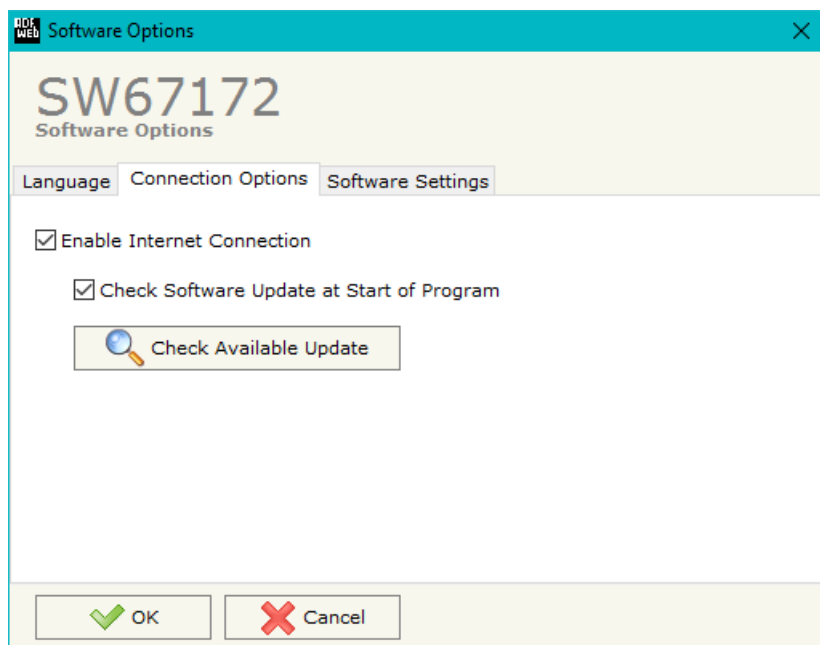 ADF
WEB
Software Options
SW67172
Software Options
Language
Connection Options
Software Settings
Enable Internet Connection
Check Software Update at Start of Program
Check Available Update
OK
Cancel